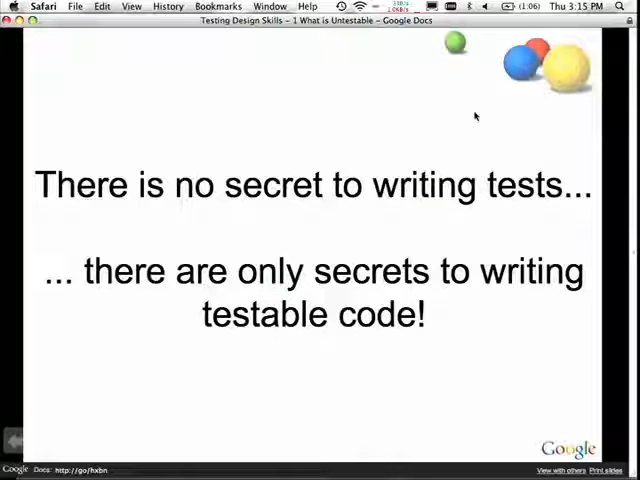 Safari File Edit View History Bookmarks Window Help (1:06) Thu 3:15 PM
Testing Design Skills – 1 What is Untestable – Google Docs
There is no secret to writing tests...
... there are only secrets to writing
testable code!
Google
Google Docs: http://go/hxbn View with others Print slides